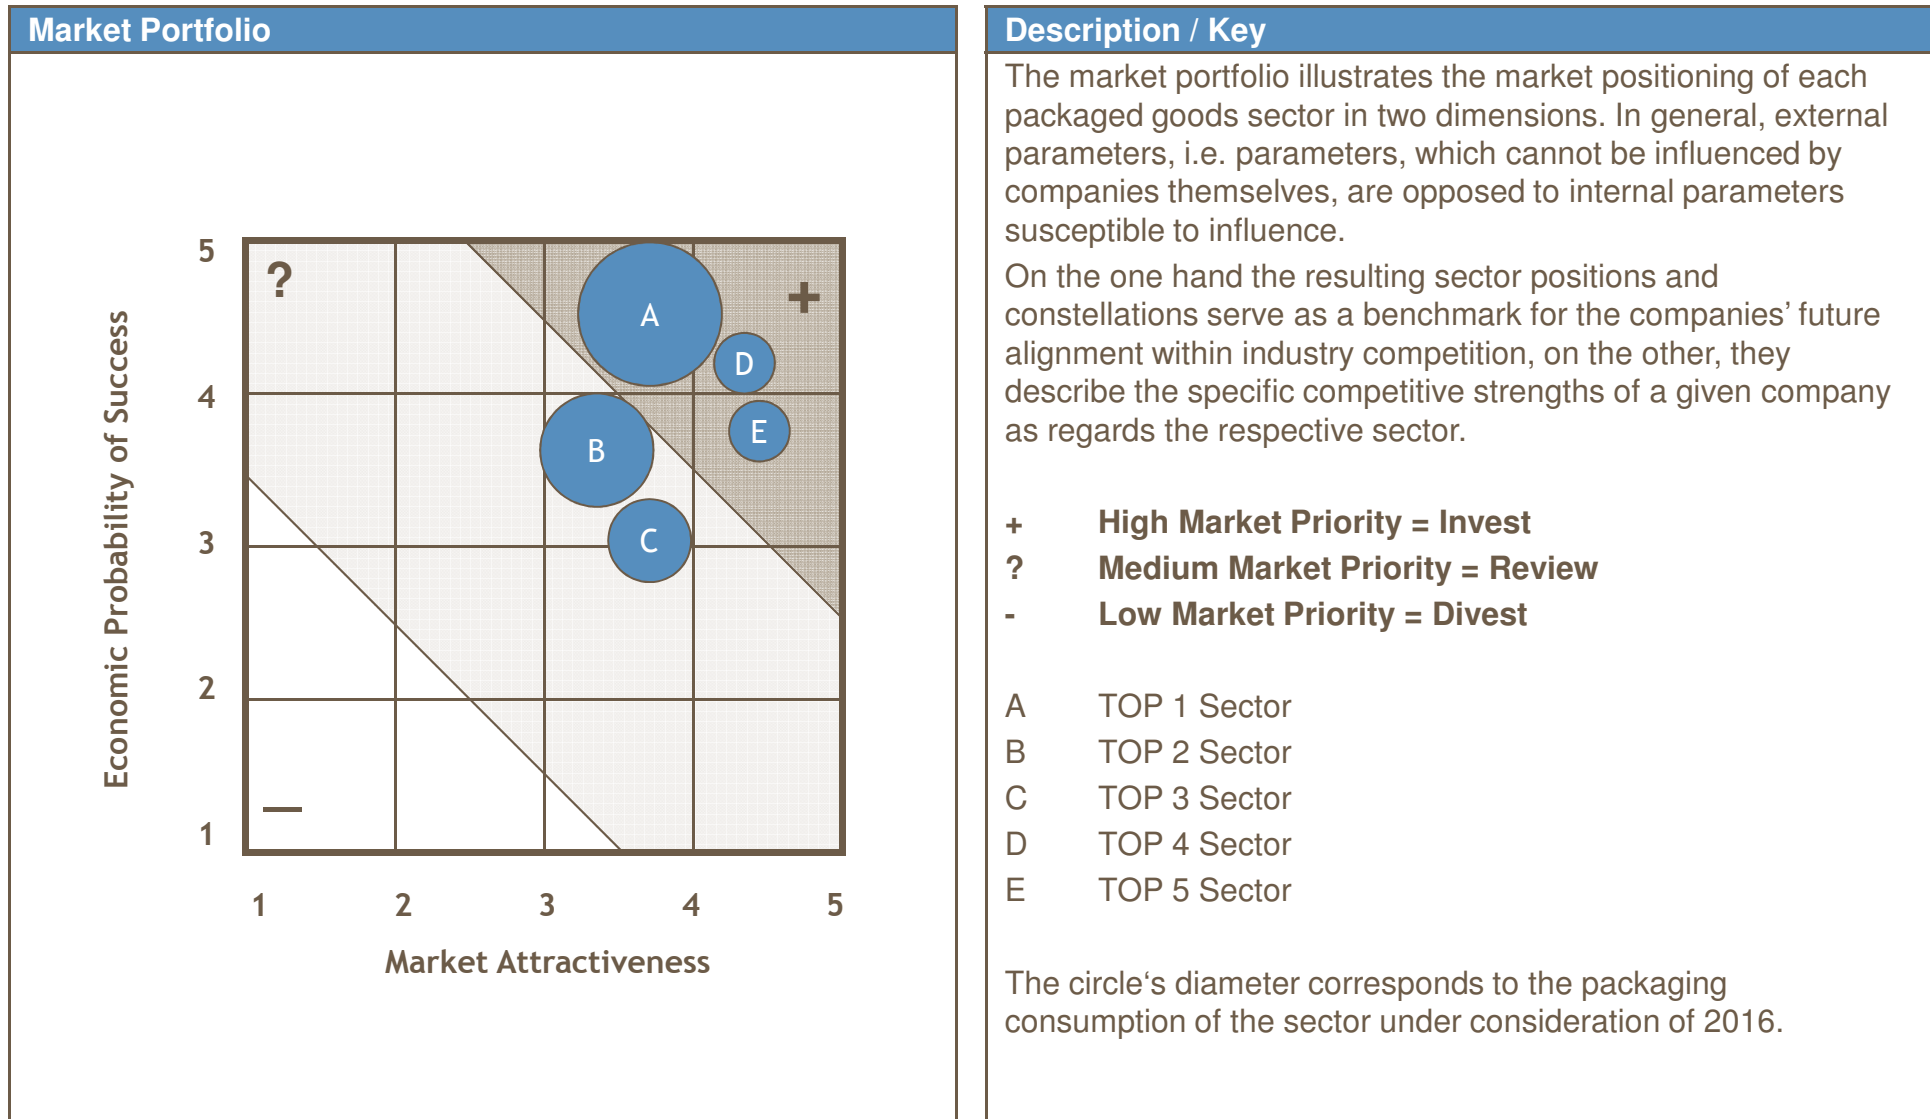 Market Portfolio
5
4
3
2
1
Economic Probability of Success
?
+
A
D
E
B
C
–
1 2 3 4 5
Market Attractiveness
Description / Key
The market portfolio illustrates the market positioning of each
packaged goods sector in two dimensions. In general, external
parameters, i.e. parameters, which cannot be influenced by
companies themselves, are opposed to internal parameters
susceptible to influence.
On the one hand the resulting sector positions and
constellations serve as a benchmark for the companies’ future
alignment within industry competition, on the other, they
describe the specific competitive strengths of a given company
as regards the respective sector.
+ High Market Priority = Invest
? Medium Market Priority = Review
- Low Market Priority = Divest
A TOP 1 Sector
B TOP 2 Sector
C TOP 3 Sector
D TOP 4 Sector
E TOP 5 Sector
The circle‘s diameter corresponds to the packaging
consumption of the sector under consideration of 2016.